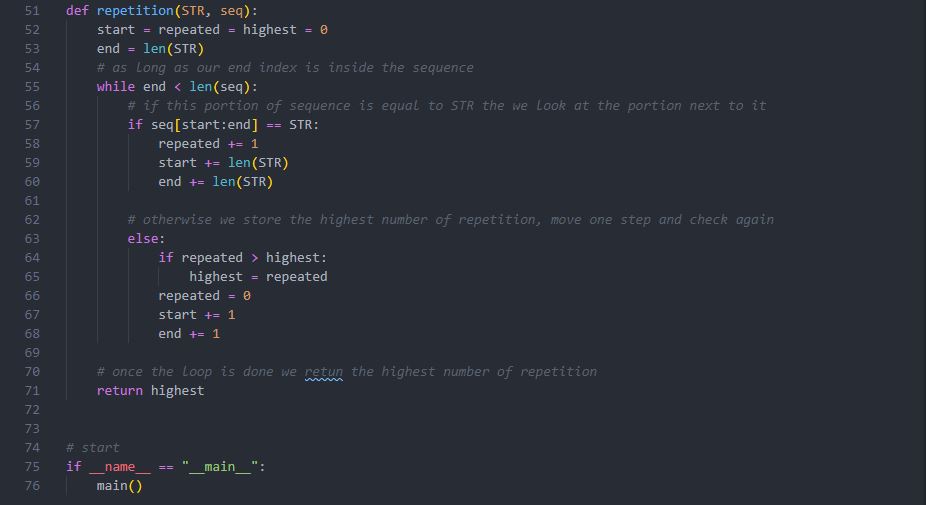 51 def repetition(STR, seq):
52     start = repeated = highest = 0
53     end = len(STR)
54     # as long as our end index is inside the sequence
55     while end < len(seq):
56         # if this portion of sequence is equal to STR the we look at the portion next to it
57         if seq[start:end] == STR:
58             repeated += 1
59             start += len(STR)
60             end += len(STR)
61
62         # otherwise we store the highest number of repetition, move one step and check again
63         else:
64             if repeated > highest:
65                 highest = repeated
66             repeated = 0
67             start += 1
68             end += 1
69
70     # once the loop is done we retun the highest number of repetition
71     return highest
72
73
74 # start
75 if __name__ == "__main__":
76     main()